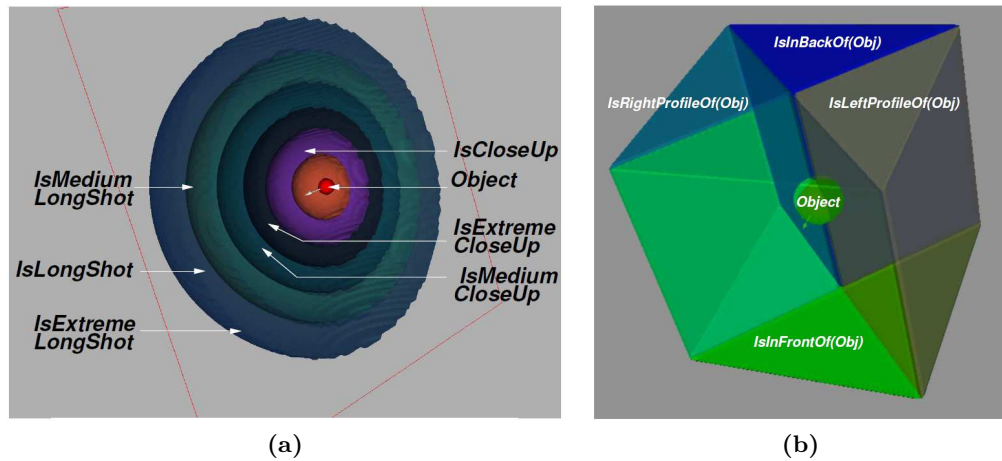 IsCloseUp
Object
IsMedium
LongShot
IsExtreme
CloseUp
IsLongShot
IsMedium
CloseUp
IsExtreme
LongShot
(a)
IsInBackOf(Obj)
IsRightProfileOf(Obj)
IsLeftProfileOf(Obj)
Object
IsInFrontOf(Obj)
(b)